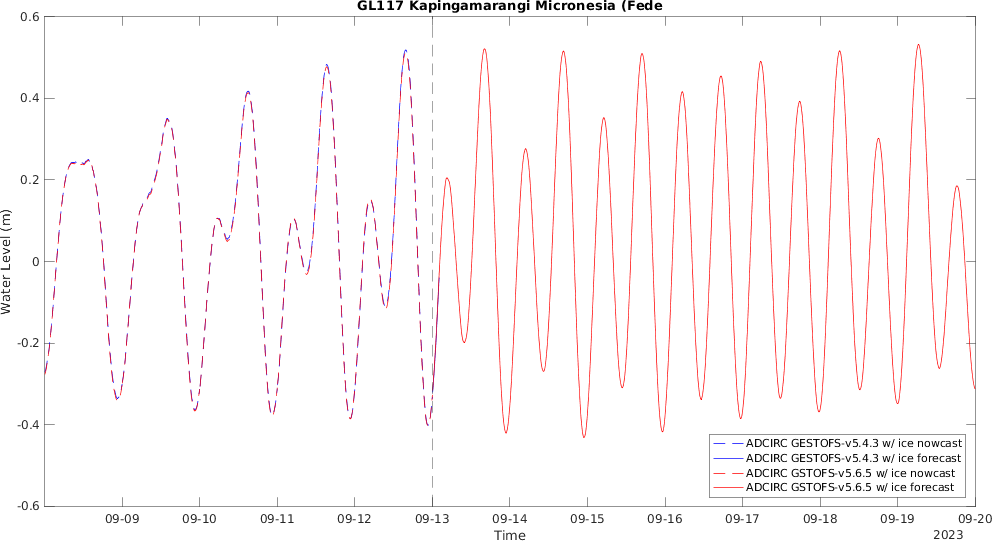 GL117 Kapingamarangi Micronesia (Fede
0.6
0.4
0.2
0
-0.2
-0.4
-0.6
Water Level (m)
09-09 09-10 09-11 09-12 09-13 09-14 09-15 09-16 09-17 09-18 09-19 09-20
Time
2023
ADCIRC GESTOFS-v5.4.3 w/ ice nowcast
ADCIRC GESTOFS-v5.4.3 w/ ice forecast
ADCIRC GSTOFS-v5.6.5 w/ ice nowcast
ADCIRC GSTOFS-v5.6.5 w/ ice forecast